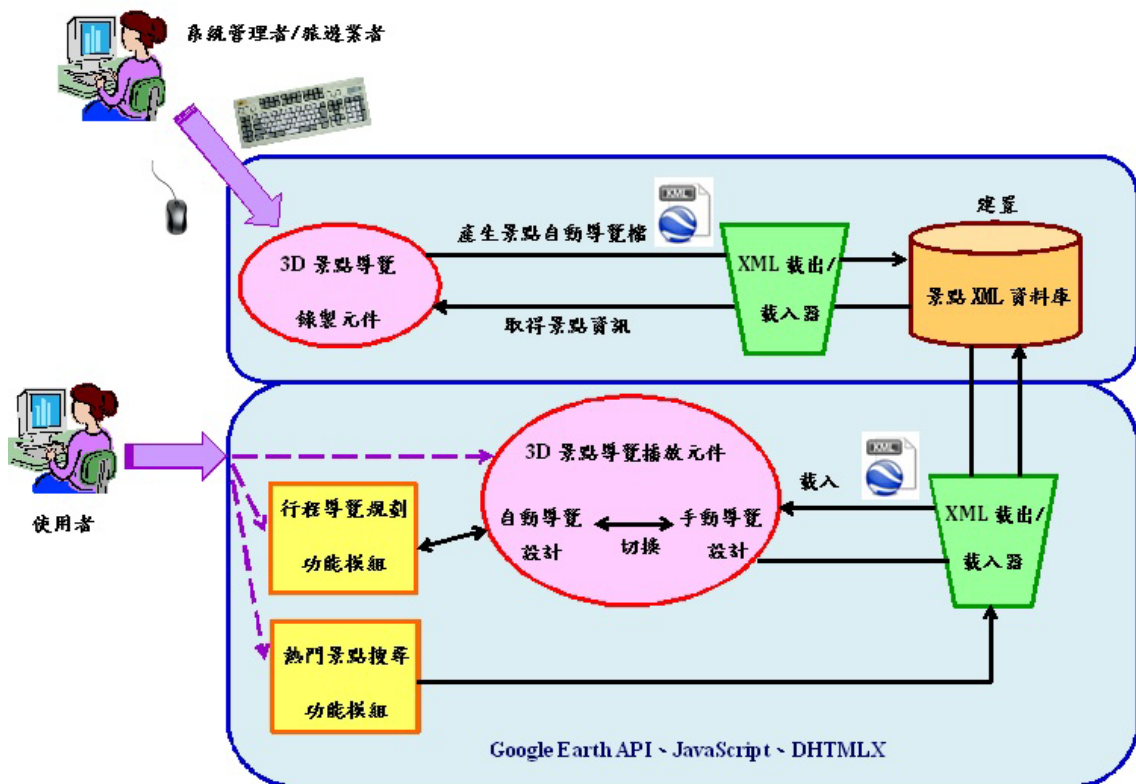 系統管理者/旅遊業者
XML
建置
產生景點自動導覽檔
3D 景點導覽
錄製元件
XML 載出/
載入器
景點 XML 資料庫
取得景點資訊
使用者
3D 景點導覽播放元件
XML
載入
行程導覽規劃
功能模組
自動導覽
設計
切換
手動導覽
設計
XML 載出/
載入器
熱門景點搜尋
功能模組
Google Earth API、JavaScript、DHTMLX